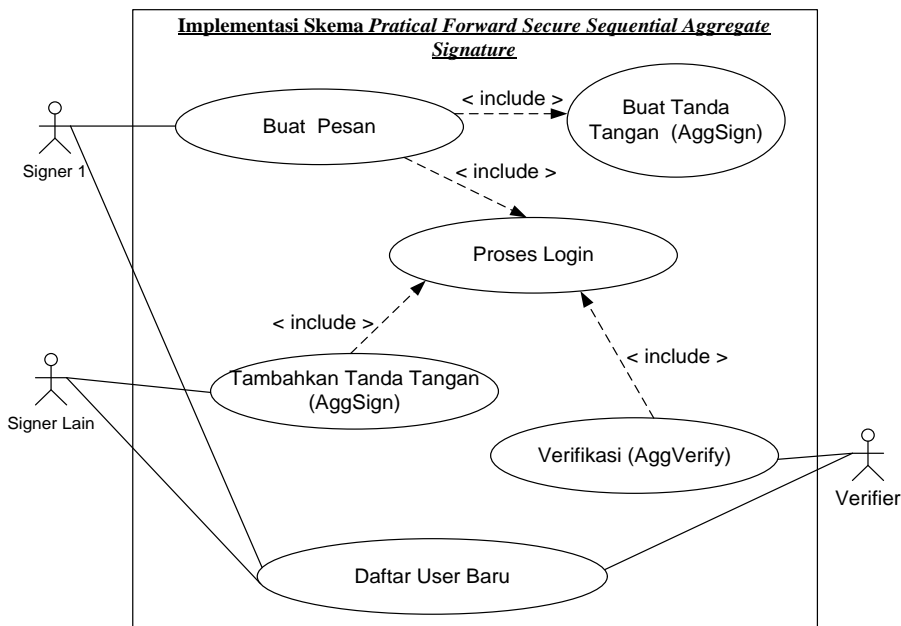 Implementasi Skema Pratical Forward Secure Sequential Aggregate
Signature
< include >
Buat Pesan
Buat Tanda
Tangan (AggSign)
Signer 1
< include >
Proses Login
< include >
< include >
Tambahkan Tanda Tangan
(AggSign)
Signer Lain
Verifikasi (AggVerify)
Verifier
Daftar User Baru